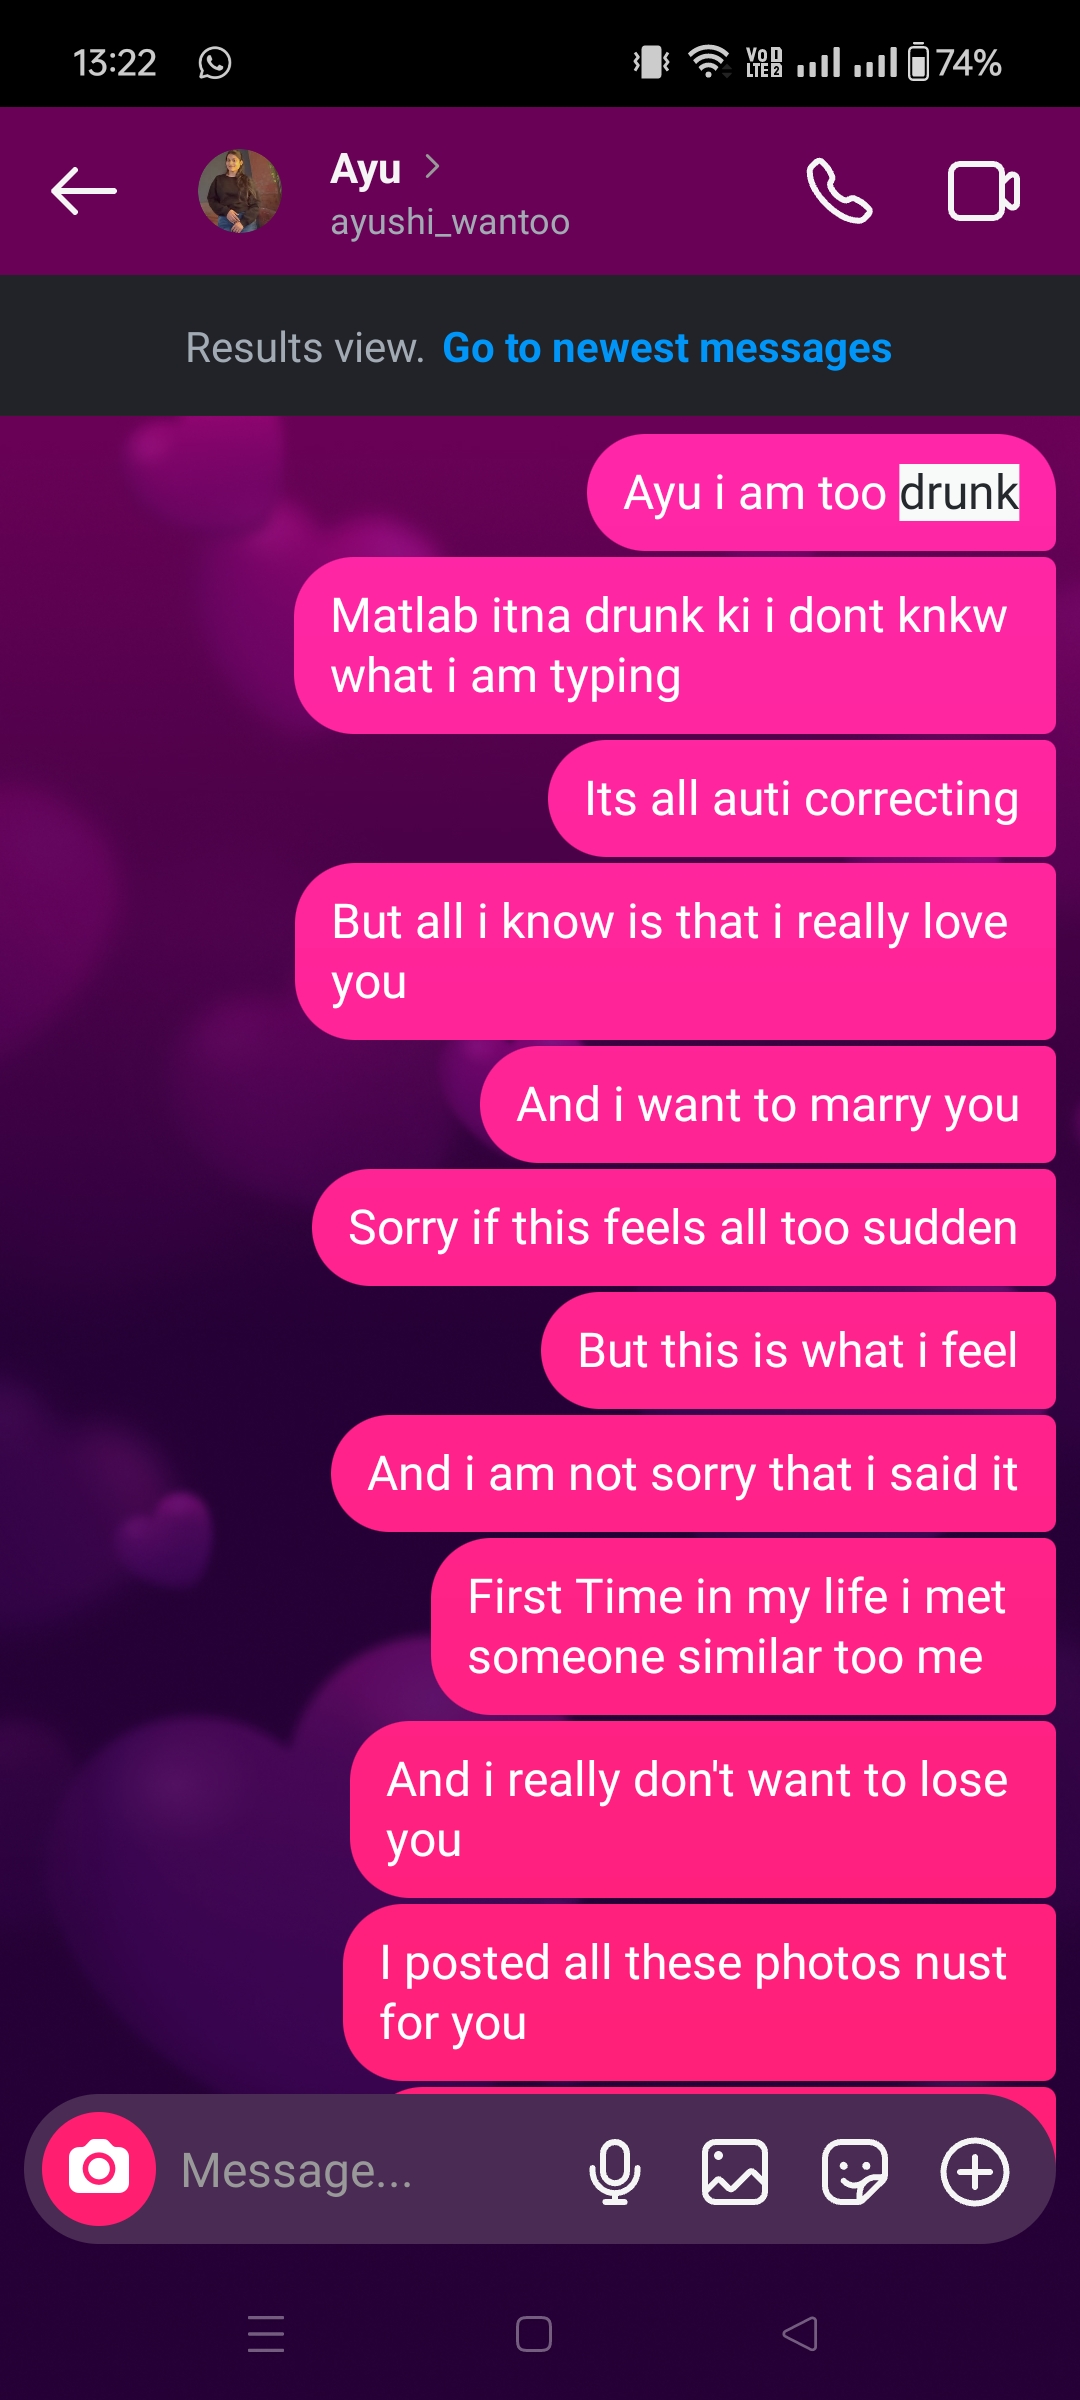 13:22
Vo 1
LTE 2
74%
Ayu
ayushi_wantoo
Results view. Go to newest messages
Ayu i am too drunk
Matlab itna drunk ki i dont knkw
what i am typing
Its all auti correcting
But all i know is that i really love
you
And i want to marry you
Sorry if this feels all too sudden
But this is what i feel
And i am not sorry that i said it
First Time in my life i met
someone similar too me
And i really don't want to lose
you
I posted all these photos nust
for you
Message...